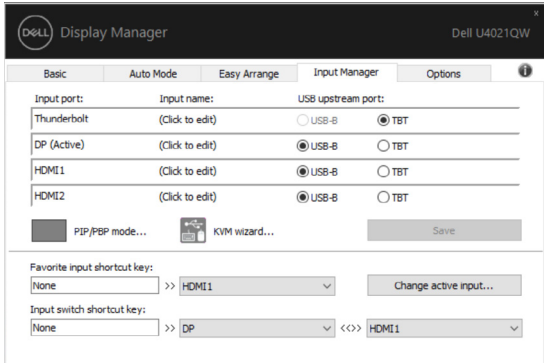 DELL Display Manager
x
Dell U4021QW
Basic Auto Mode Easy Arrange Input Manager Options i
Input port: Input name: USB upstream port:
Thunderbolt (Click to edit) USB-B TBT
DP (Active) (Click to edit) USB-B TBT
HDMI1 (Click to edit) USB-B TBT
HDMI2 (Click to edit) USB-B TBT
PIP/PBP mode... KVM wizard... Save
Favorite input shortcut key:
None >> HDMI1 Change active input...
Input switch shortcut key:
None >> DP <<>> HDMI1